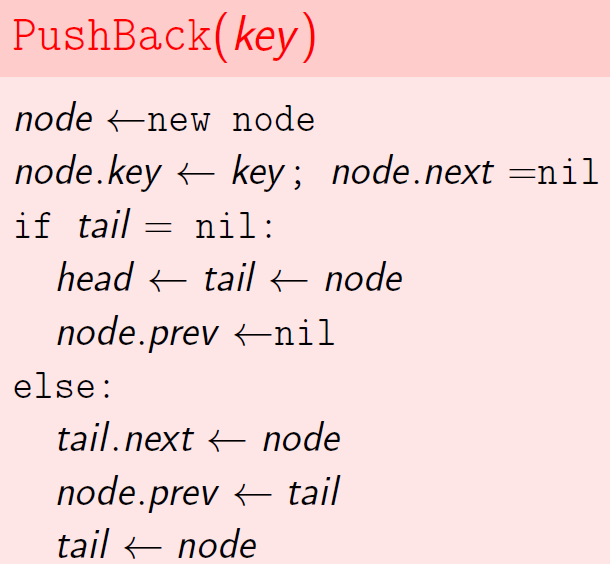 PushBack(key)
node ←new node
node.key ← key; node.next =nil
if tail = nil:
head ← tail ← node
node.prev ←nil
else:
tail.next ← node
node.prev ← tail
tail ← node